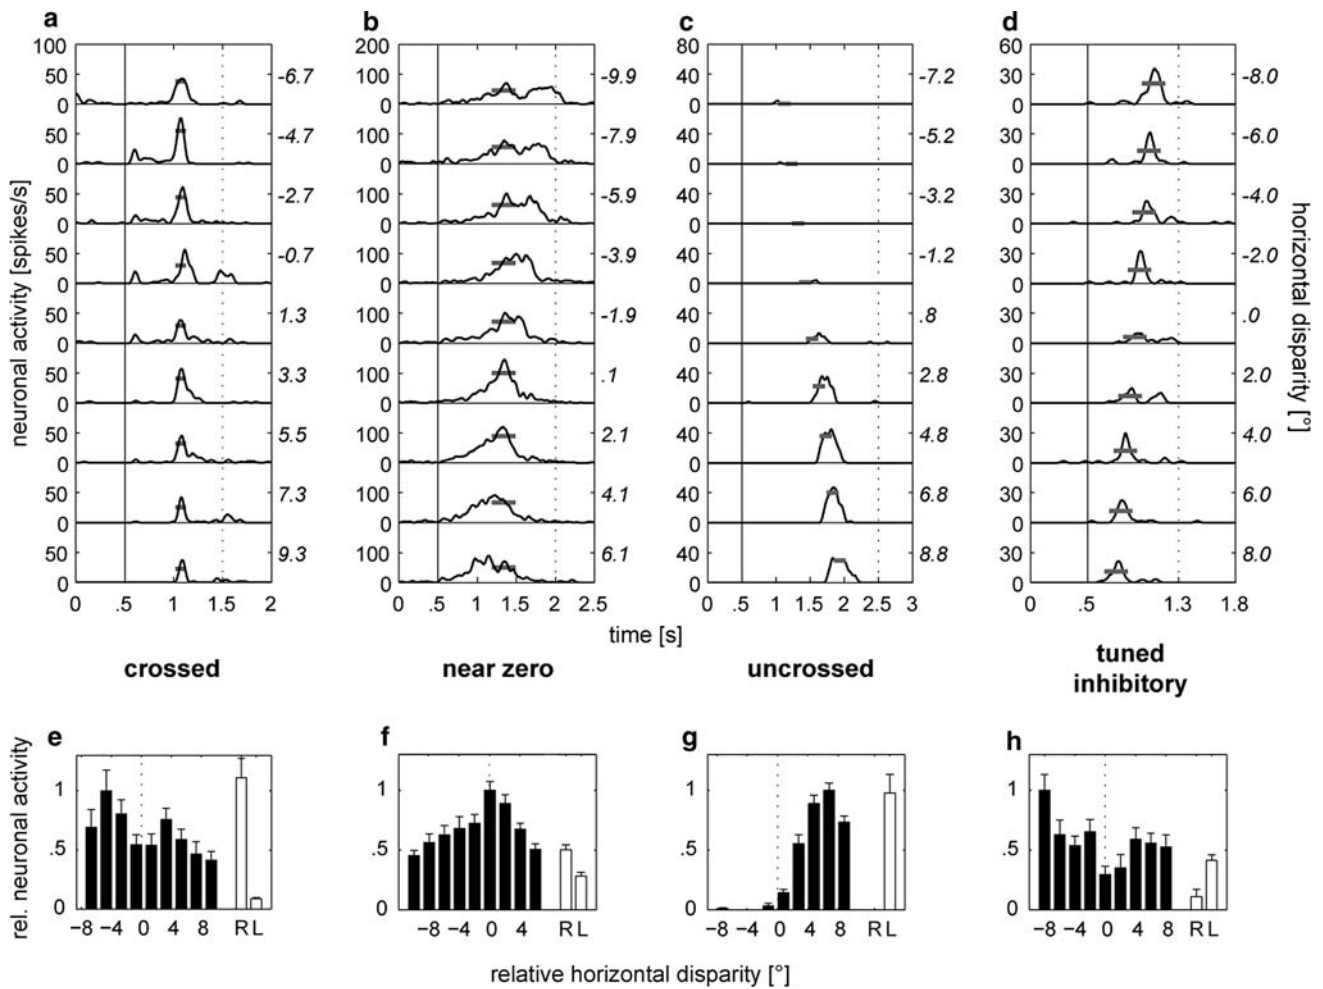 a b c d
100 200 80 60
50 -6.7 100 -9.9 40 -7.2 30 -8.0
0 0 0 0
50 -4.7 100 -7.9 40 -5.2 30 -6.0
0 0 0 0
50 -2.7 100 -5.9 40 -3.2 30 -4.0
0 0 0 0
50 -0.7 100 -3.9 40 -1.2 30 -2.0
0 0 0 0
50 1.3 100 -1.9 40 .8 30 .0
0 0 0 0
50 3.3 100 .1 40 2.8 30 2.0
0 0 0 0
50 5.5 100 2.1 40 4.8 30 4.0
0 0 0 0
50 7.3 100 4.1 40 6.8 30 6.0
0 0 0 0
50 9.3 100 6.1 40 8.8 30 8.0
0 0 0 0
neuronal activity [spikes/s]
horizontal disparity [°]
0 .5 1 1.5 2 0 .5 1 1.5 2 2.5 0 .5 1 1.5 2 2.5 3 0 .5 1.3 1.8
time [s]
crossed near zero uncrossed tuned
inhibitory
e f g h
rel. neuronal activity
1 1 1 1
.5 .5 .5 .5
0 0 0 0
−8 −4 0 4 8 R L −8 −4 0 4 R L −8 −4 0 4 8 R L −8 −4 0 4 8 R L
relative horizontal disparity [°]